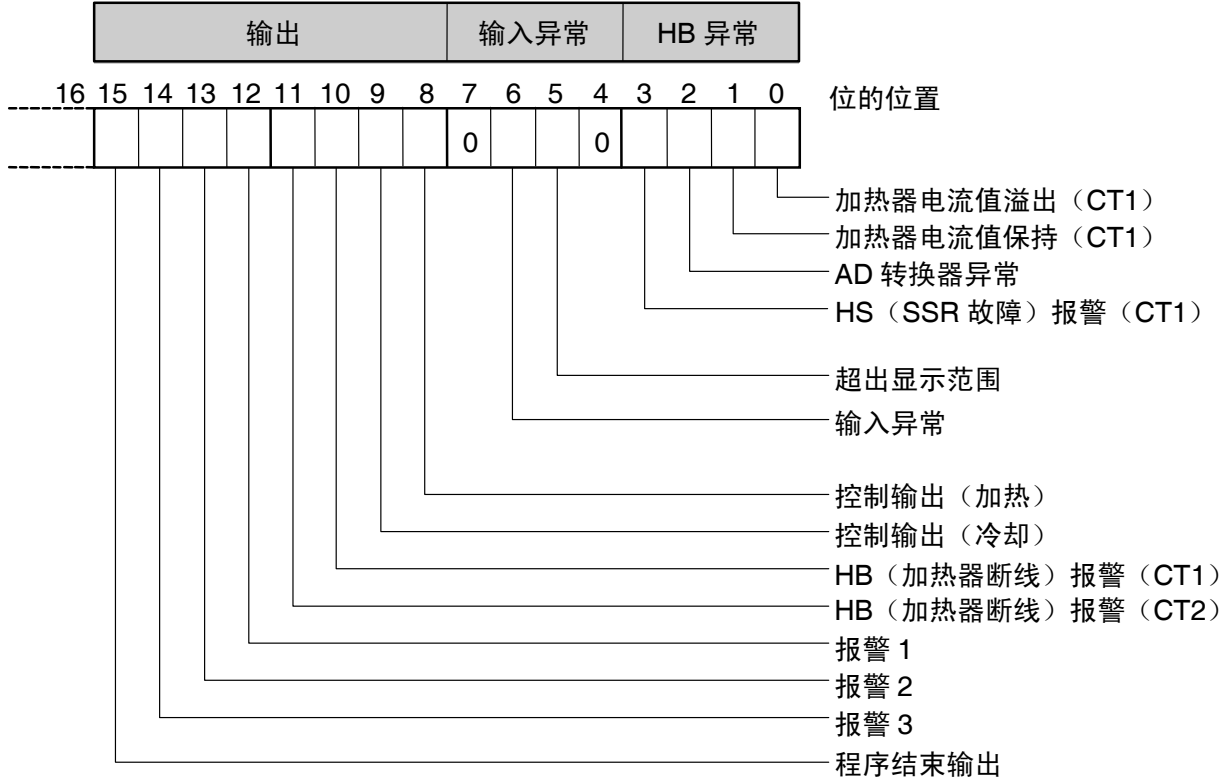 输出 输入异常 HB 异常
16 15 14 13 12 11 10 9 8 7 6 5 4 3 2 1 0 位的位置
0 0
加热器电流值溢出（CT1）
加热器电流值保持（CT1）
AD 转换器异常
HS（SSR 故障）报警（CT1）
超出显示范围
输入异常
控制输出（加热）
控制输出（冷却）
HB（加热器断线）报警（CT1）
HB（加热器断线）报警（CT2）
报警 1
报警 2
报警 3
程序结束输出